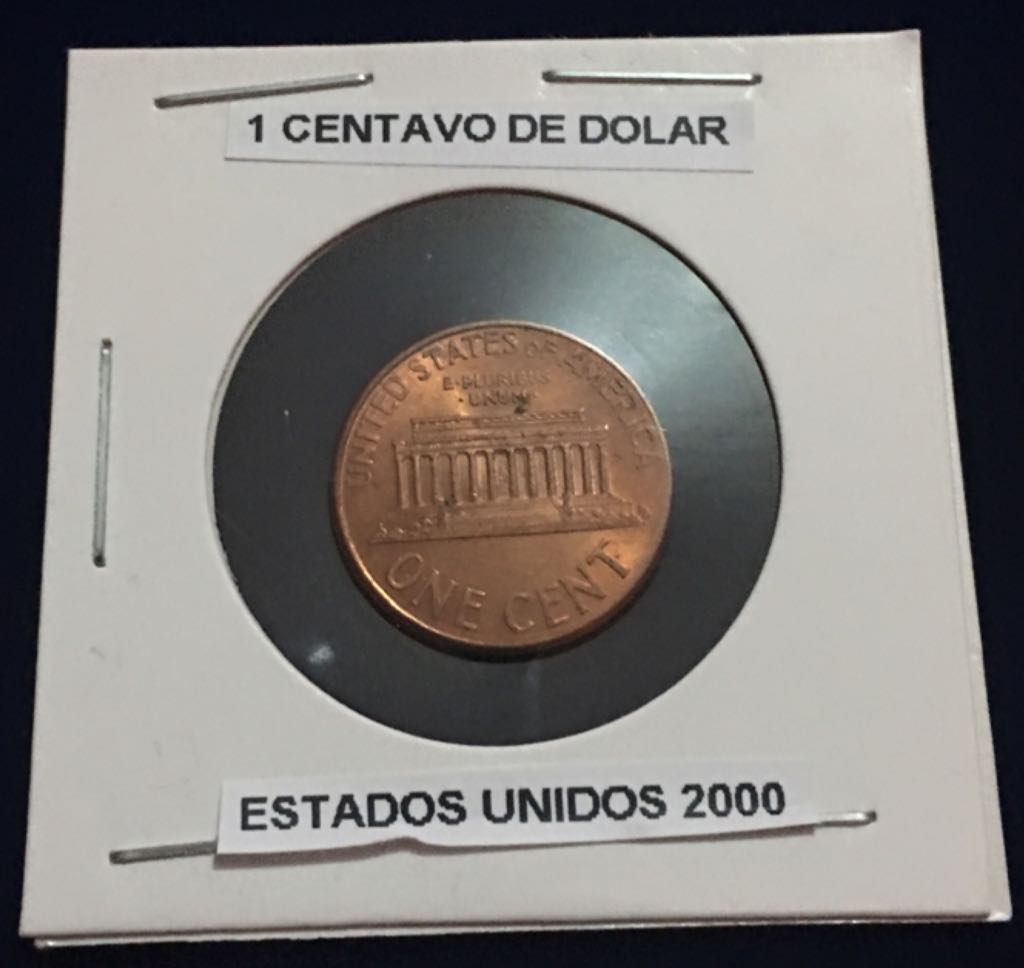 1 CENTAVO DE DOLAR
UNITED STATES OF AMERICA
E·PLURIBUS
·UNUM·
ONE CENT
ESTADOS UNIDOS 2000